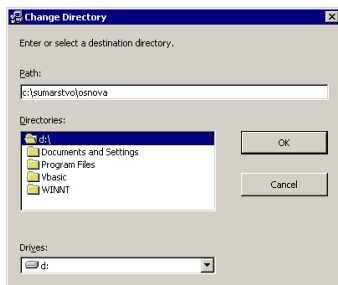 Change Directory
Enter or select a destination directory.
Path:
c:\sumarstvo\osnova
Directories:
d:\
Documents and Settings
Program Files
Vbasic
WINNT
OK
Cancel
Drives:
d: